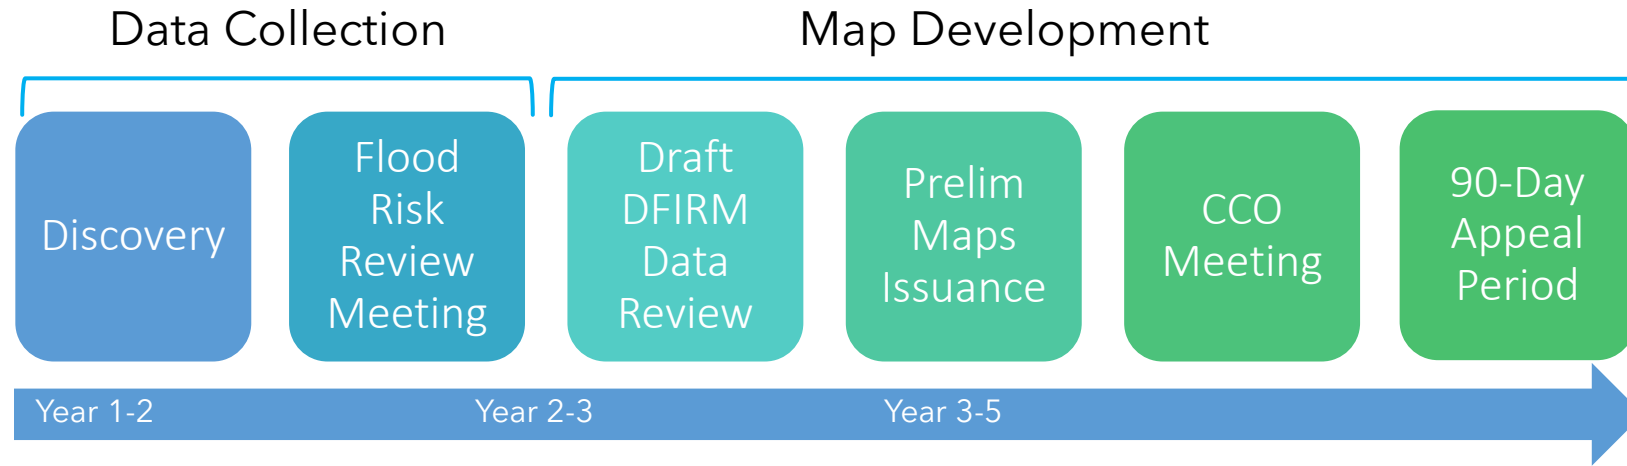 Data Collection
Map Development
Discovery
Flood
Risk
Review
Meeting
Draft
DFIRM
Data
Review
Prelim
Maps
Issuance
CCO
Meeting
90-Day
Appeal
Period
Year 1-2
Year 2-3
Year 3-5